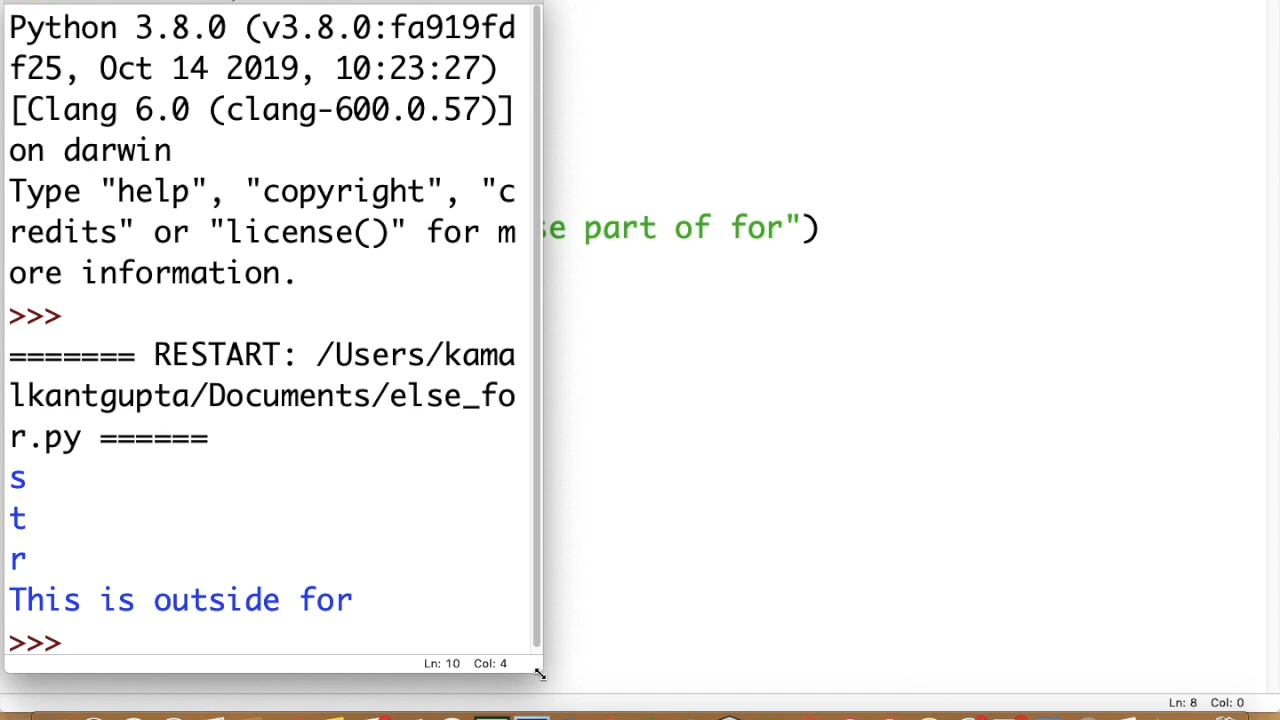 Python 3.8.0 (v3.8.0:fa919fd
f25, Oct 14 2019, 10:23:27)
[Clang 6.0 (clang-600.0.57)]
on darwin
Type "help", "copyright", "c
redits" or "license()" for m
ore information.
>>>
======= RESTART: /Users/kama
lkantgupta/Documents/else_fo
r.py ======
s
t
r
This is outside for
>>>
Ln: 10 Col: 4
se part of for")
Ln: 8 Col: 0